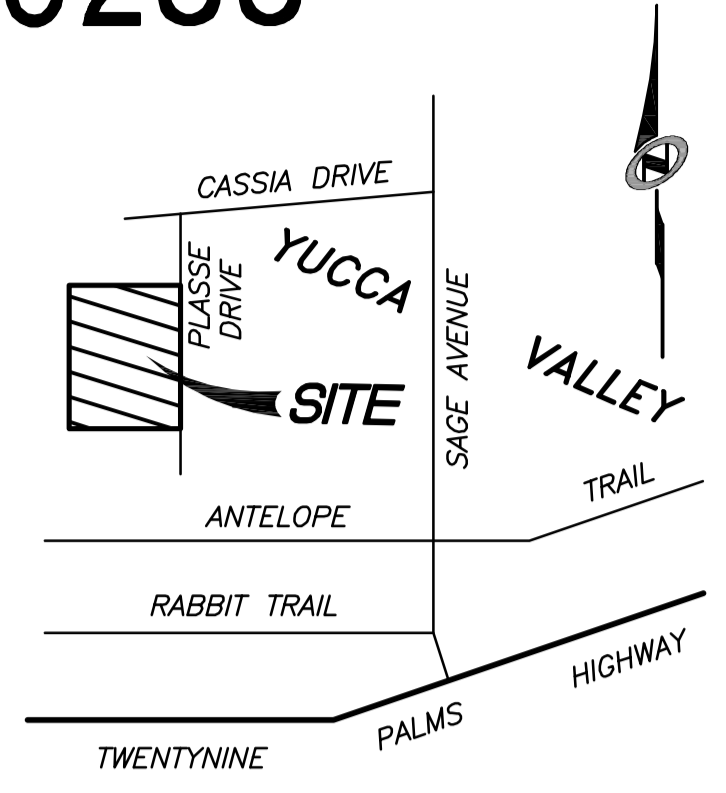 CASSIA DRIVE
YUCCA
PLASSE
DRIVE
SAGE AVENUE
VALLEY
SITE
TRAIL
ANTELOPE
RABBIT TRAIL
HIGHWAY
PALMS
TWENTYNINE
N